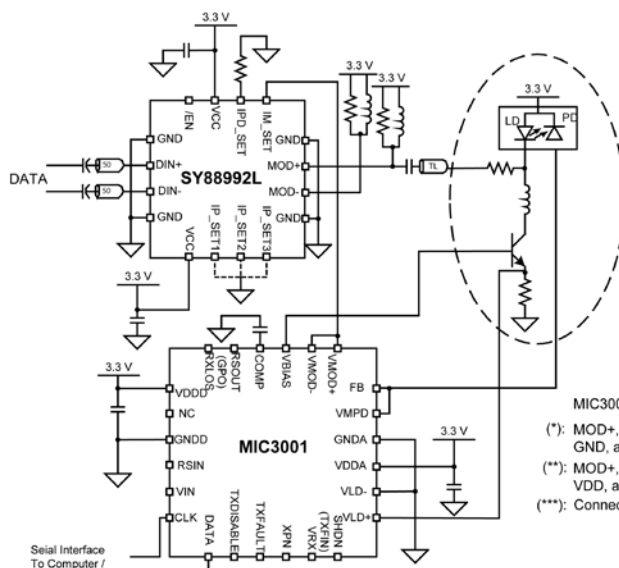 3.3 V
3.3 V
3.3 V
3.3 V
/EN
VCC
IPD_SET
IM_SET
GND
DIN+
DIN-
GND
SY88992L
GND
MOD+
MOD-
GND
VCC
IP_SET1
IP_SET2
IP_SET3
DATA
50
50
TL
LD
PD
3.3 V
3.3 V
RXLOS
RSOUT
(GPO)
COMP
VBIAS
VMOD-
VMOD+
VDDD
NC
GNDD
RSIN
VIN
CLK
MIC3001
FB
VMPD
GNDA
VDDA
VLD-
VLD+
3.3 V
DATA
TXDISABLE
TXFAULT
XPN
VRX
SHDN
(TXFIN)
Seial Interface
To Computer /
MIC300
(*): MOD+,
GND, a
(**): MOD+,
VDD, a
(***): Connec